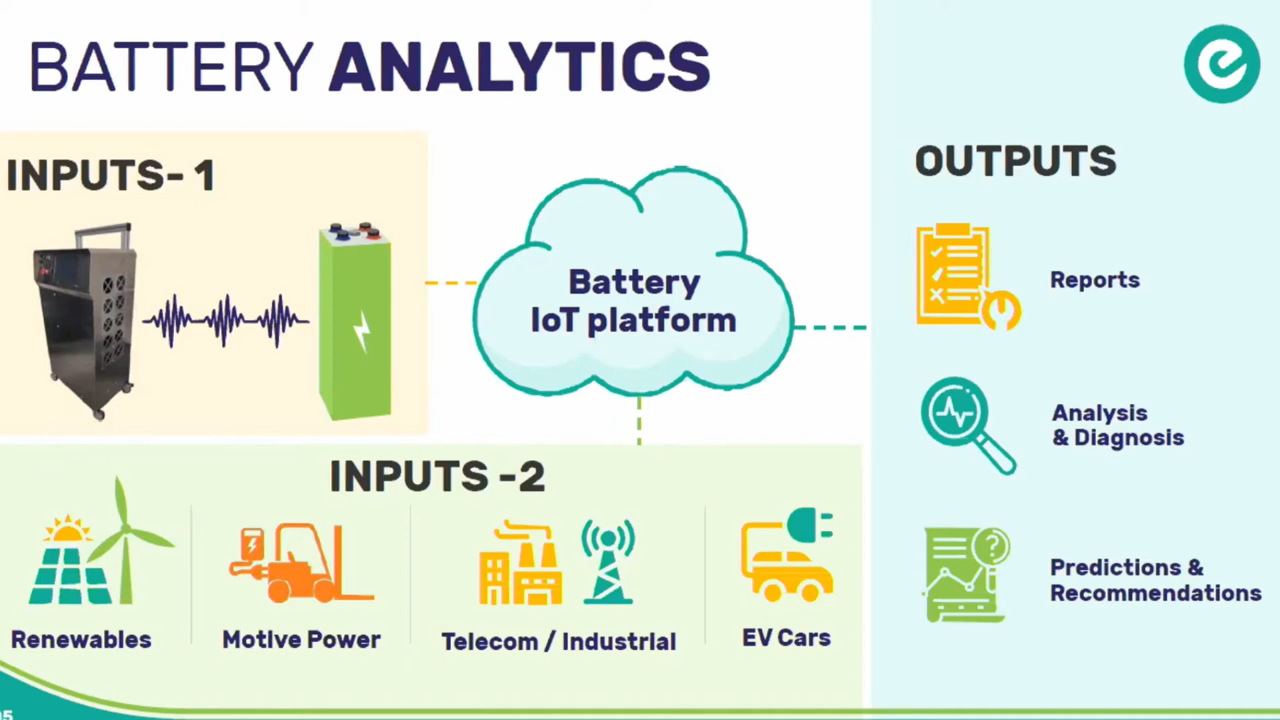 BATTERY ANALYTICS
INPUTS- 1
Battery
IoT platform
OUTPUTS
Reports
Analysis
& Diagnosis
Predictions &
Recommendations
INPUTS -2
Renewables
Motive Power
Telecom / Industrial
EV Cars